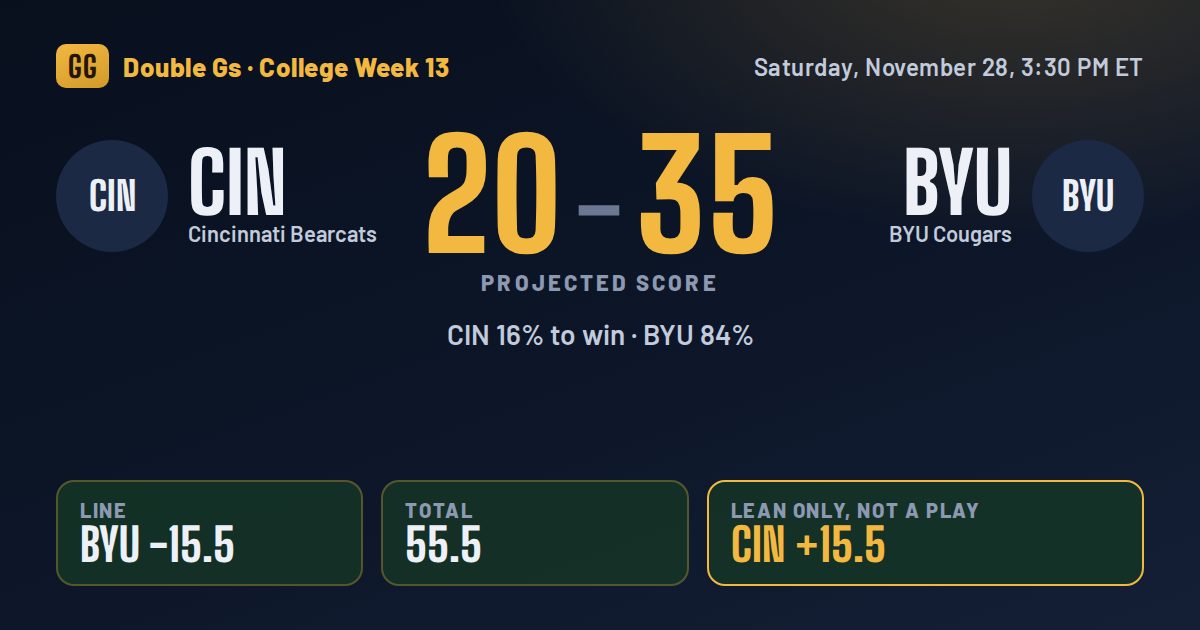 GG Double Gs · College Week 13
Saturday, November 28, 3:30 PM ET
CIN
CIN
Cincinnati Bearcats
20 – 35
PROJECTED SCORE
CIN 16% to win · BYU 84%
BYU
BYU Cougars
BYU
LINE
BYU −15.5
TOTAL
55.5
LEAN ONLY, NOT A PLAY
CIN +15.5